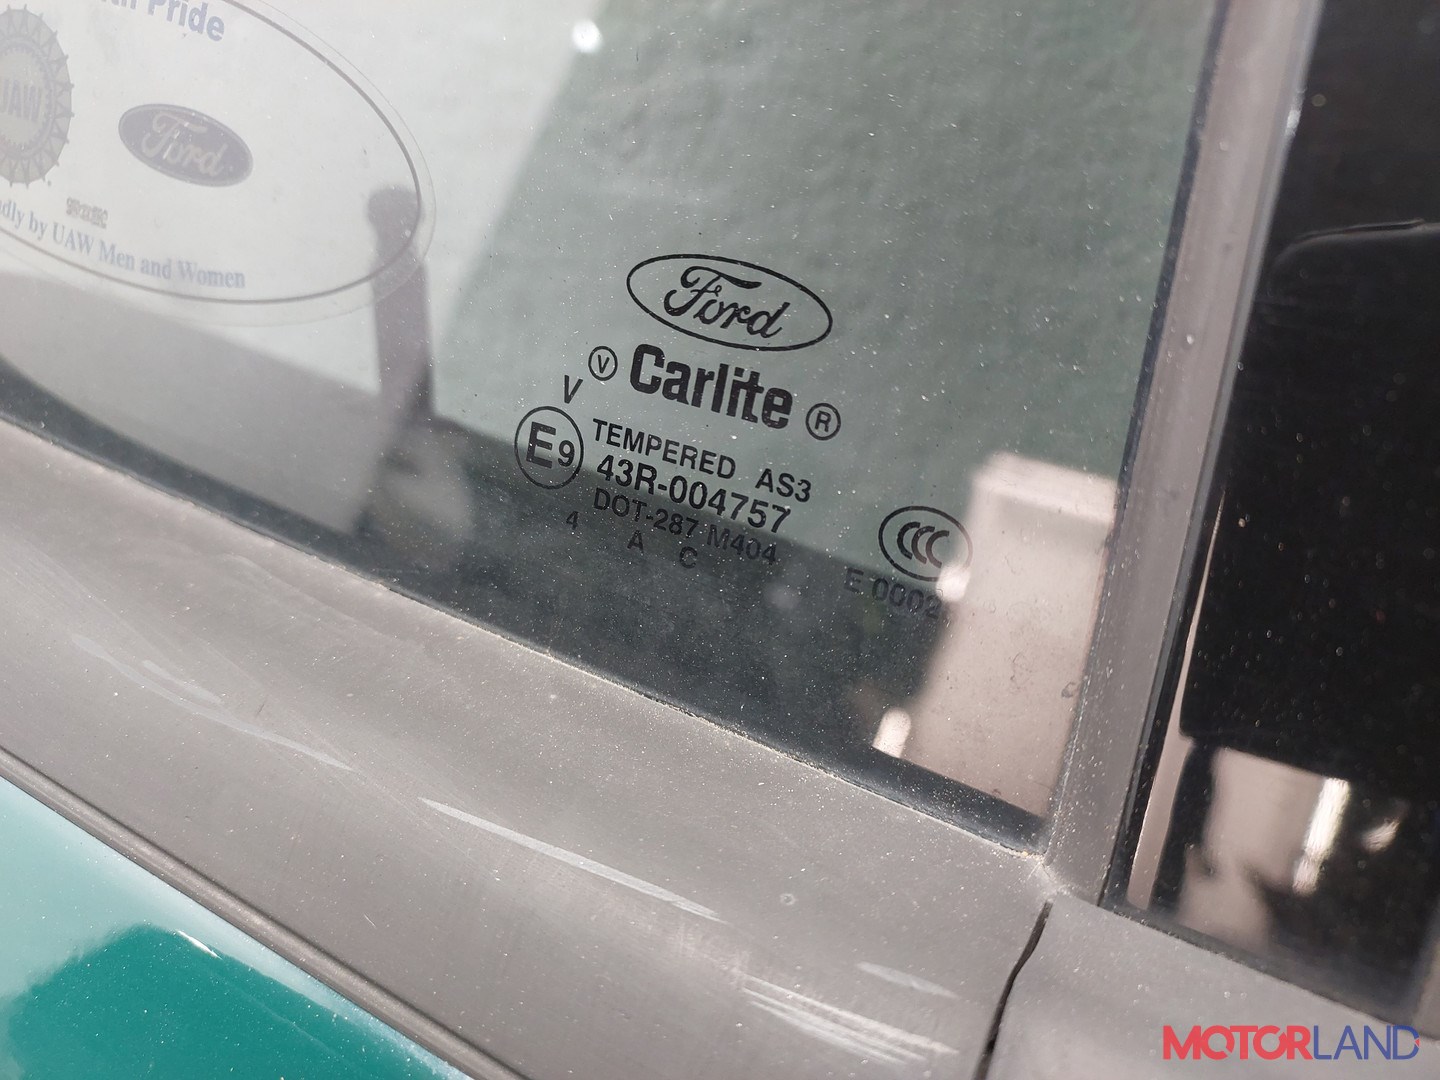 Pride
UAW
Ford
by UAW Men and Women
Ford
V Carlite ®
V
E9 TEMPERED AS3
43R-004757
DOT-287 M404
4 A C
CCC
E 0002
MOTORLAND